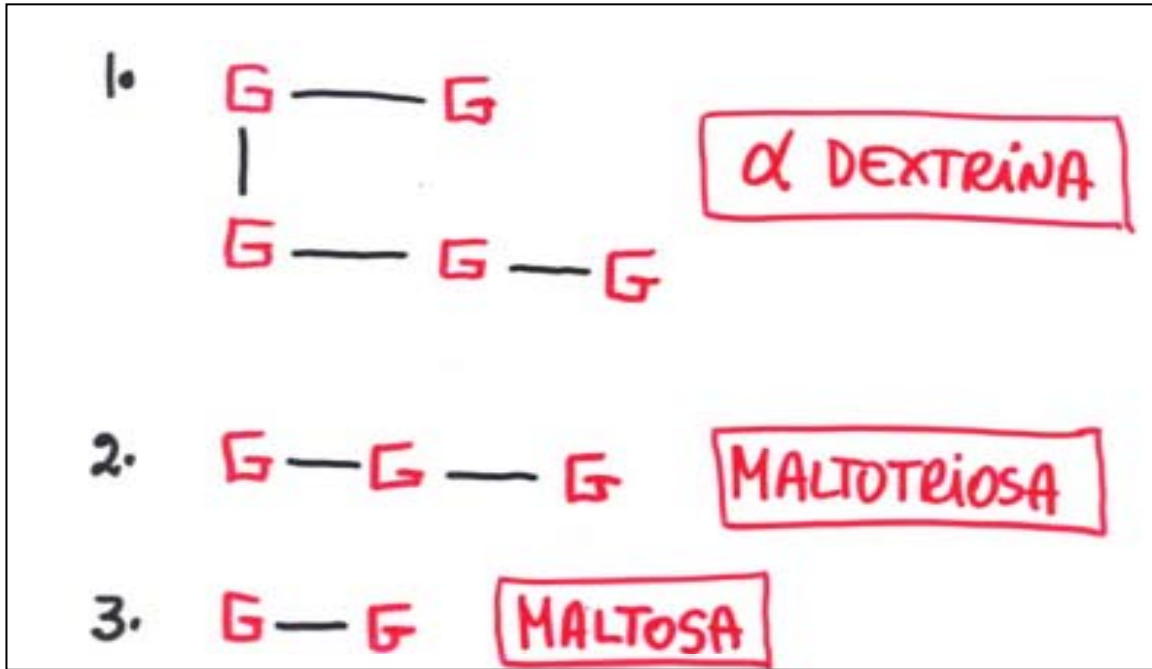 1. G — G
G — G — G
α DEXTRINA
2. G — G — G MALTOTRIOSA
3. G — G MALTOSA